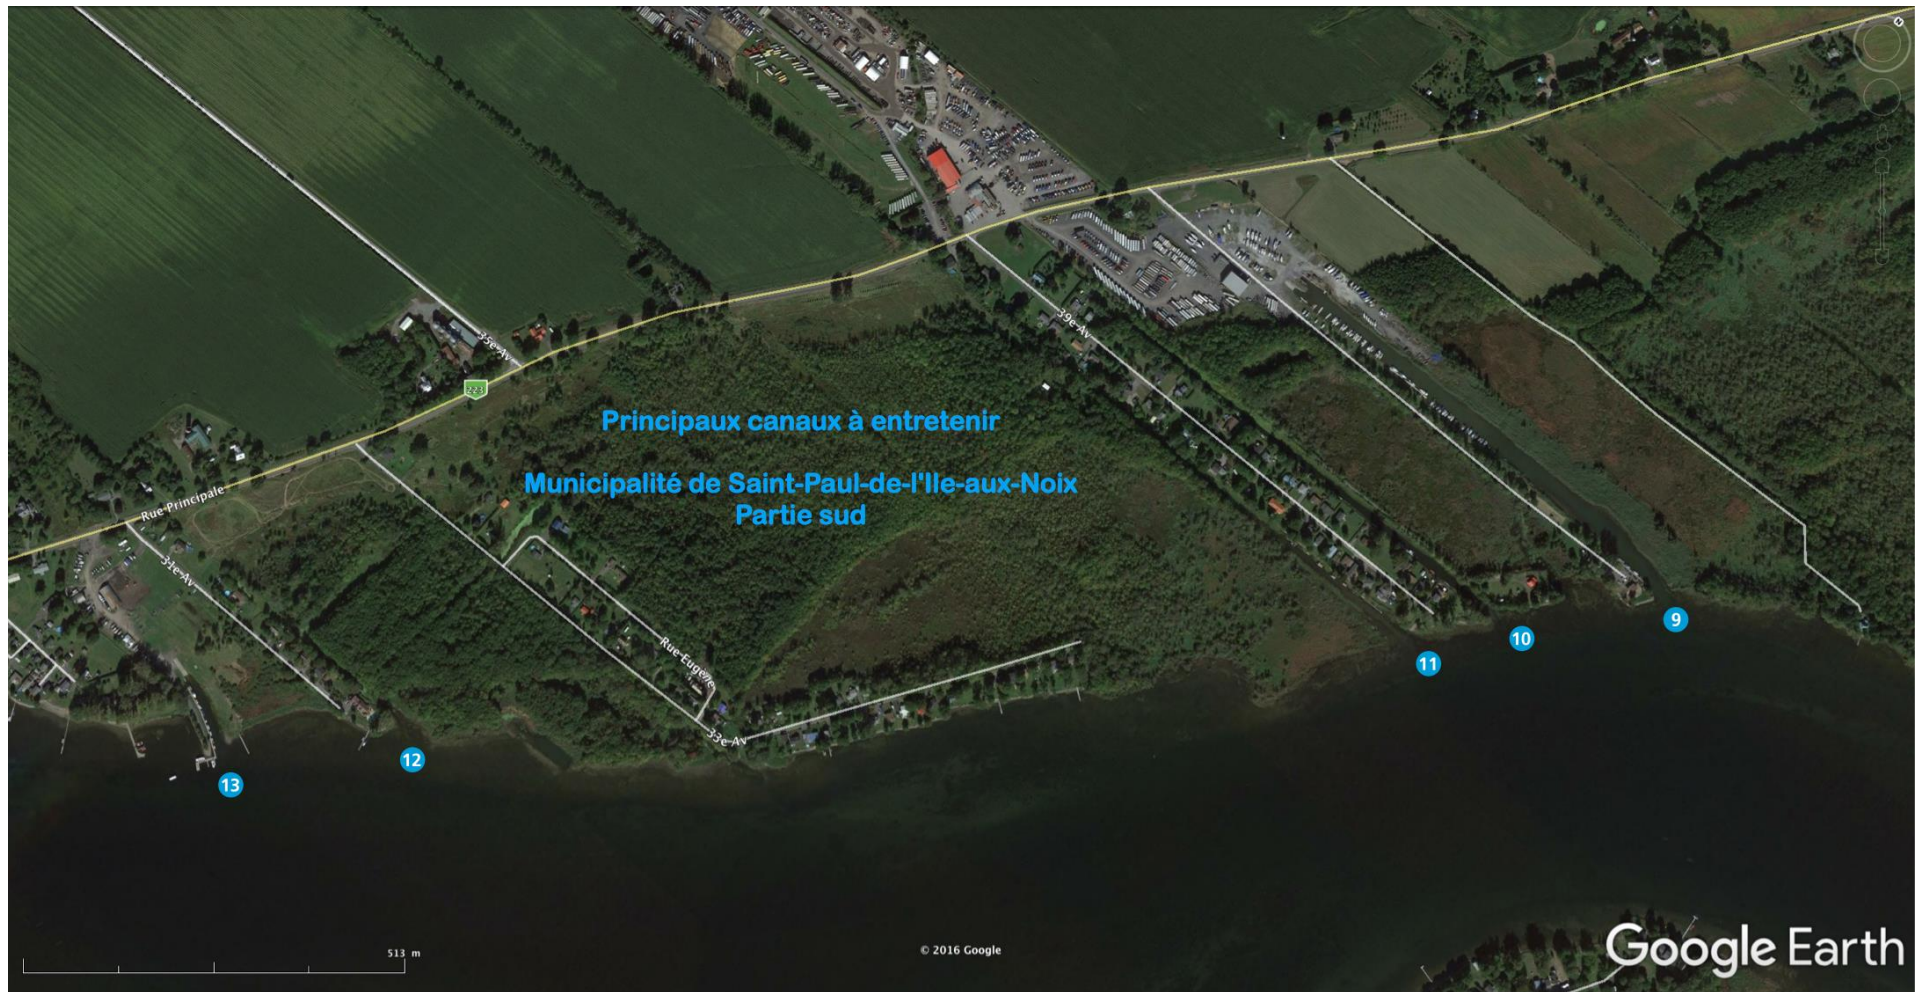 35e Av
223
39e Av
Principaux canaux à entretenir
Municipalité de Saint-Paul-de-l'Ile-aux-Noix
Partie sud
Rue Principale
31e Av
Rue Eugène
33e Av
9
10
11
12
13
513 m
© 2016 Google
Google Earth
N